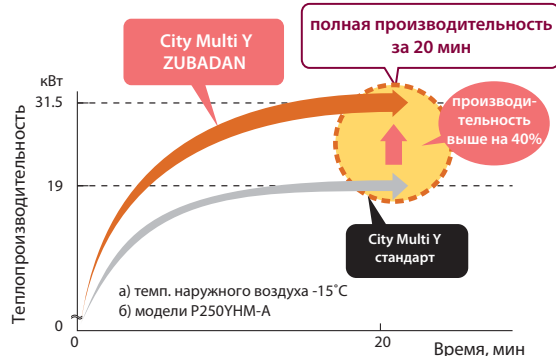 полная производительность
за 20 мин
City Multi Y
ZUBADAN
кВт
31.5
производи-
тельность
выше на 40%
Теплопроизводительность
19
City Multi Y
стандарт
а) темп. наружного воздуха -15˚С
б) модели P250YHM-A
0
0
20
Время, мин